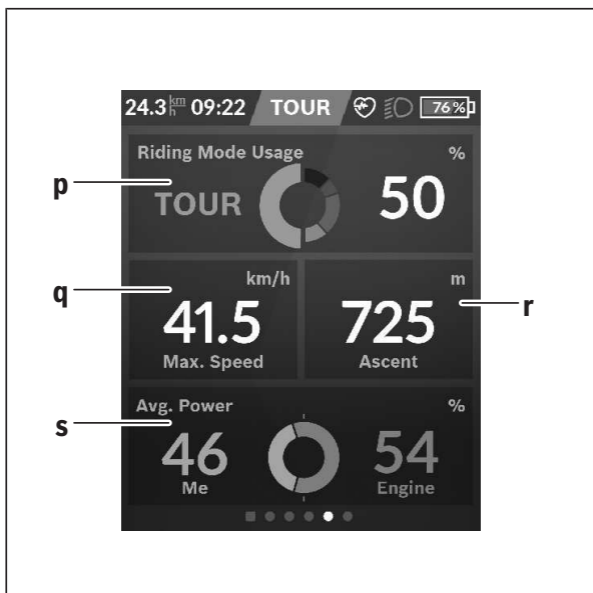 24.3 km/h 09:22 TOUR 76%
Riding Mode Usage %
p
TOUR 50
q
km/h
41.5
Max. Speed
m
725
Ascent
r
Avg. Power %
s
46 54
Me Engine